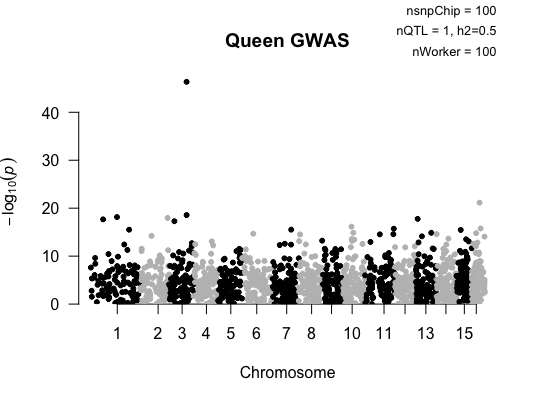 nsnpChip = 100
nQTL = 1, h2=0.5
nWorker = 100
Queen GWAS
−log10(p)
40
30
20
10
0
1 2 3 4 5 6 7 8 10 11 13 15
Chromosome